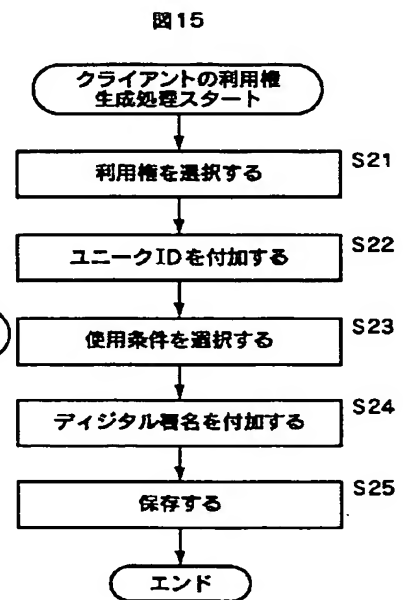 図15
クライアントの利用権
生成処理スタート
利用権を選択する
S21
ユニークIDを付加する
S22
使用条件を選択する
S23
ディジタル署名を付加する
S24
保存する
S25
エンド